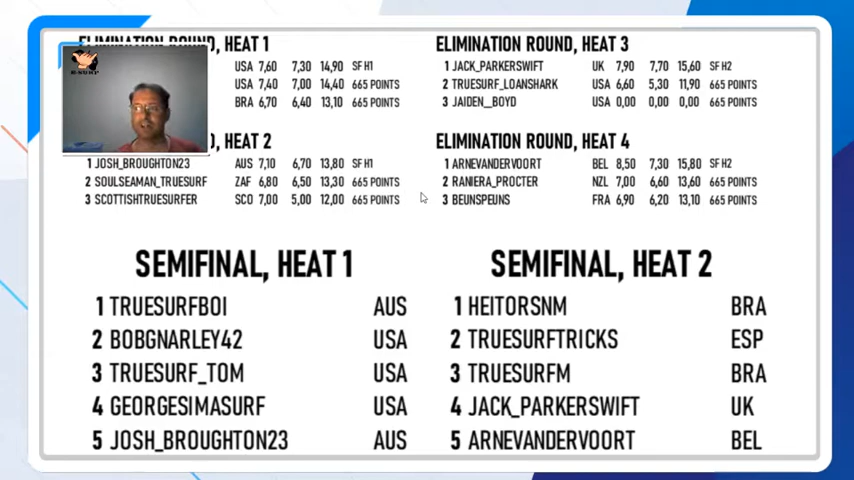 ELIMINATION ROUND, HEAT 1
USA 7,60 7,30 14,90 SF H1
USA 7,40 7,00 14,40 665 POINTS
BRA 6,70 6,40 13,10 665 POINTS
, HEAT 2
1 JOSH_BROUGHTON23 AUS 7,10 6,70 13,80 SF H1
2 SOULSEAMAN_TRUESURF ZAF 6,80 6,50 13,30 665 POINTS
3 SCOTTISHTRUESURFER SCO 7,00 5,00 12,00 665 POINTS
ELIMINATION ROUND, HEAT 3
1 JACK_PARKERSWIFT UK 7,90 7,70 15,60 SF H2
2 TRUESURF_LOANSHARK USA 6,60 5,30 11,90 665 POINTS
3 JAIDEN__BOYD USA 0,00 0,00 0,00 665 POINTS
ELIMINATION ROUND, HEAT 4
1 ARNEVANDERVOORT BEL 8,50 7,30 15,80 SF H2
2 RANIERA_PROCTER NZL 7,00 6,60 13,60 665 POINTS
3 BEUNSPEUNS FRA 6,90 6,20 13,10 665 POINTS
SEMIFINAL, HEAT 1
1 TRUESURFBOI AUS
2 BOBGNARLEY42 USA
3 TRUESURF_TOM USA
4 GEORGESIMASURF USA
5 JOSH_BROUGHTON23 AUS
SEMIFINAL, HEAT 2
1 HEITORSNM BRA
2 TRUESURFTRICKS ESP
3 TRUESURFM BRA
4 JACK_PARKERSWIFT UK
5 ARNEVANDERVOORT BEL